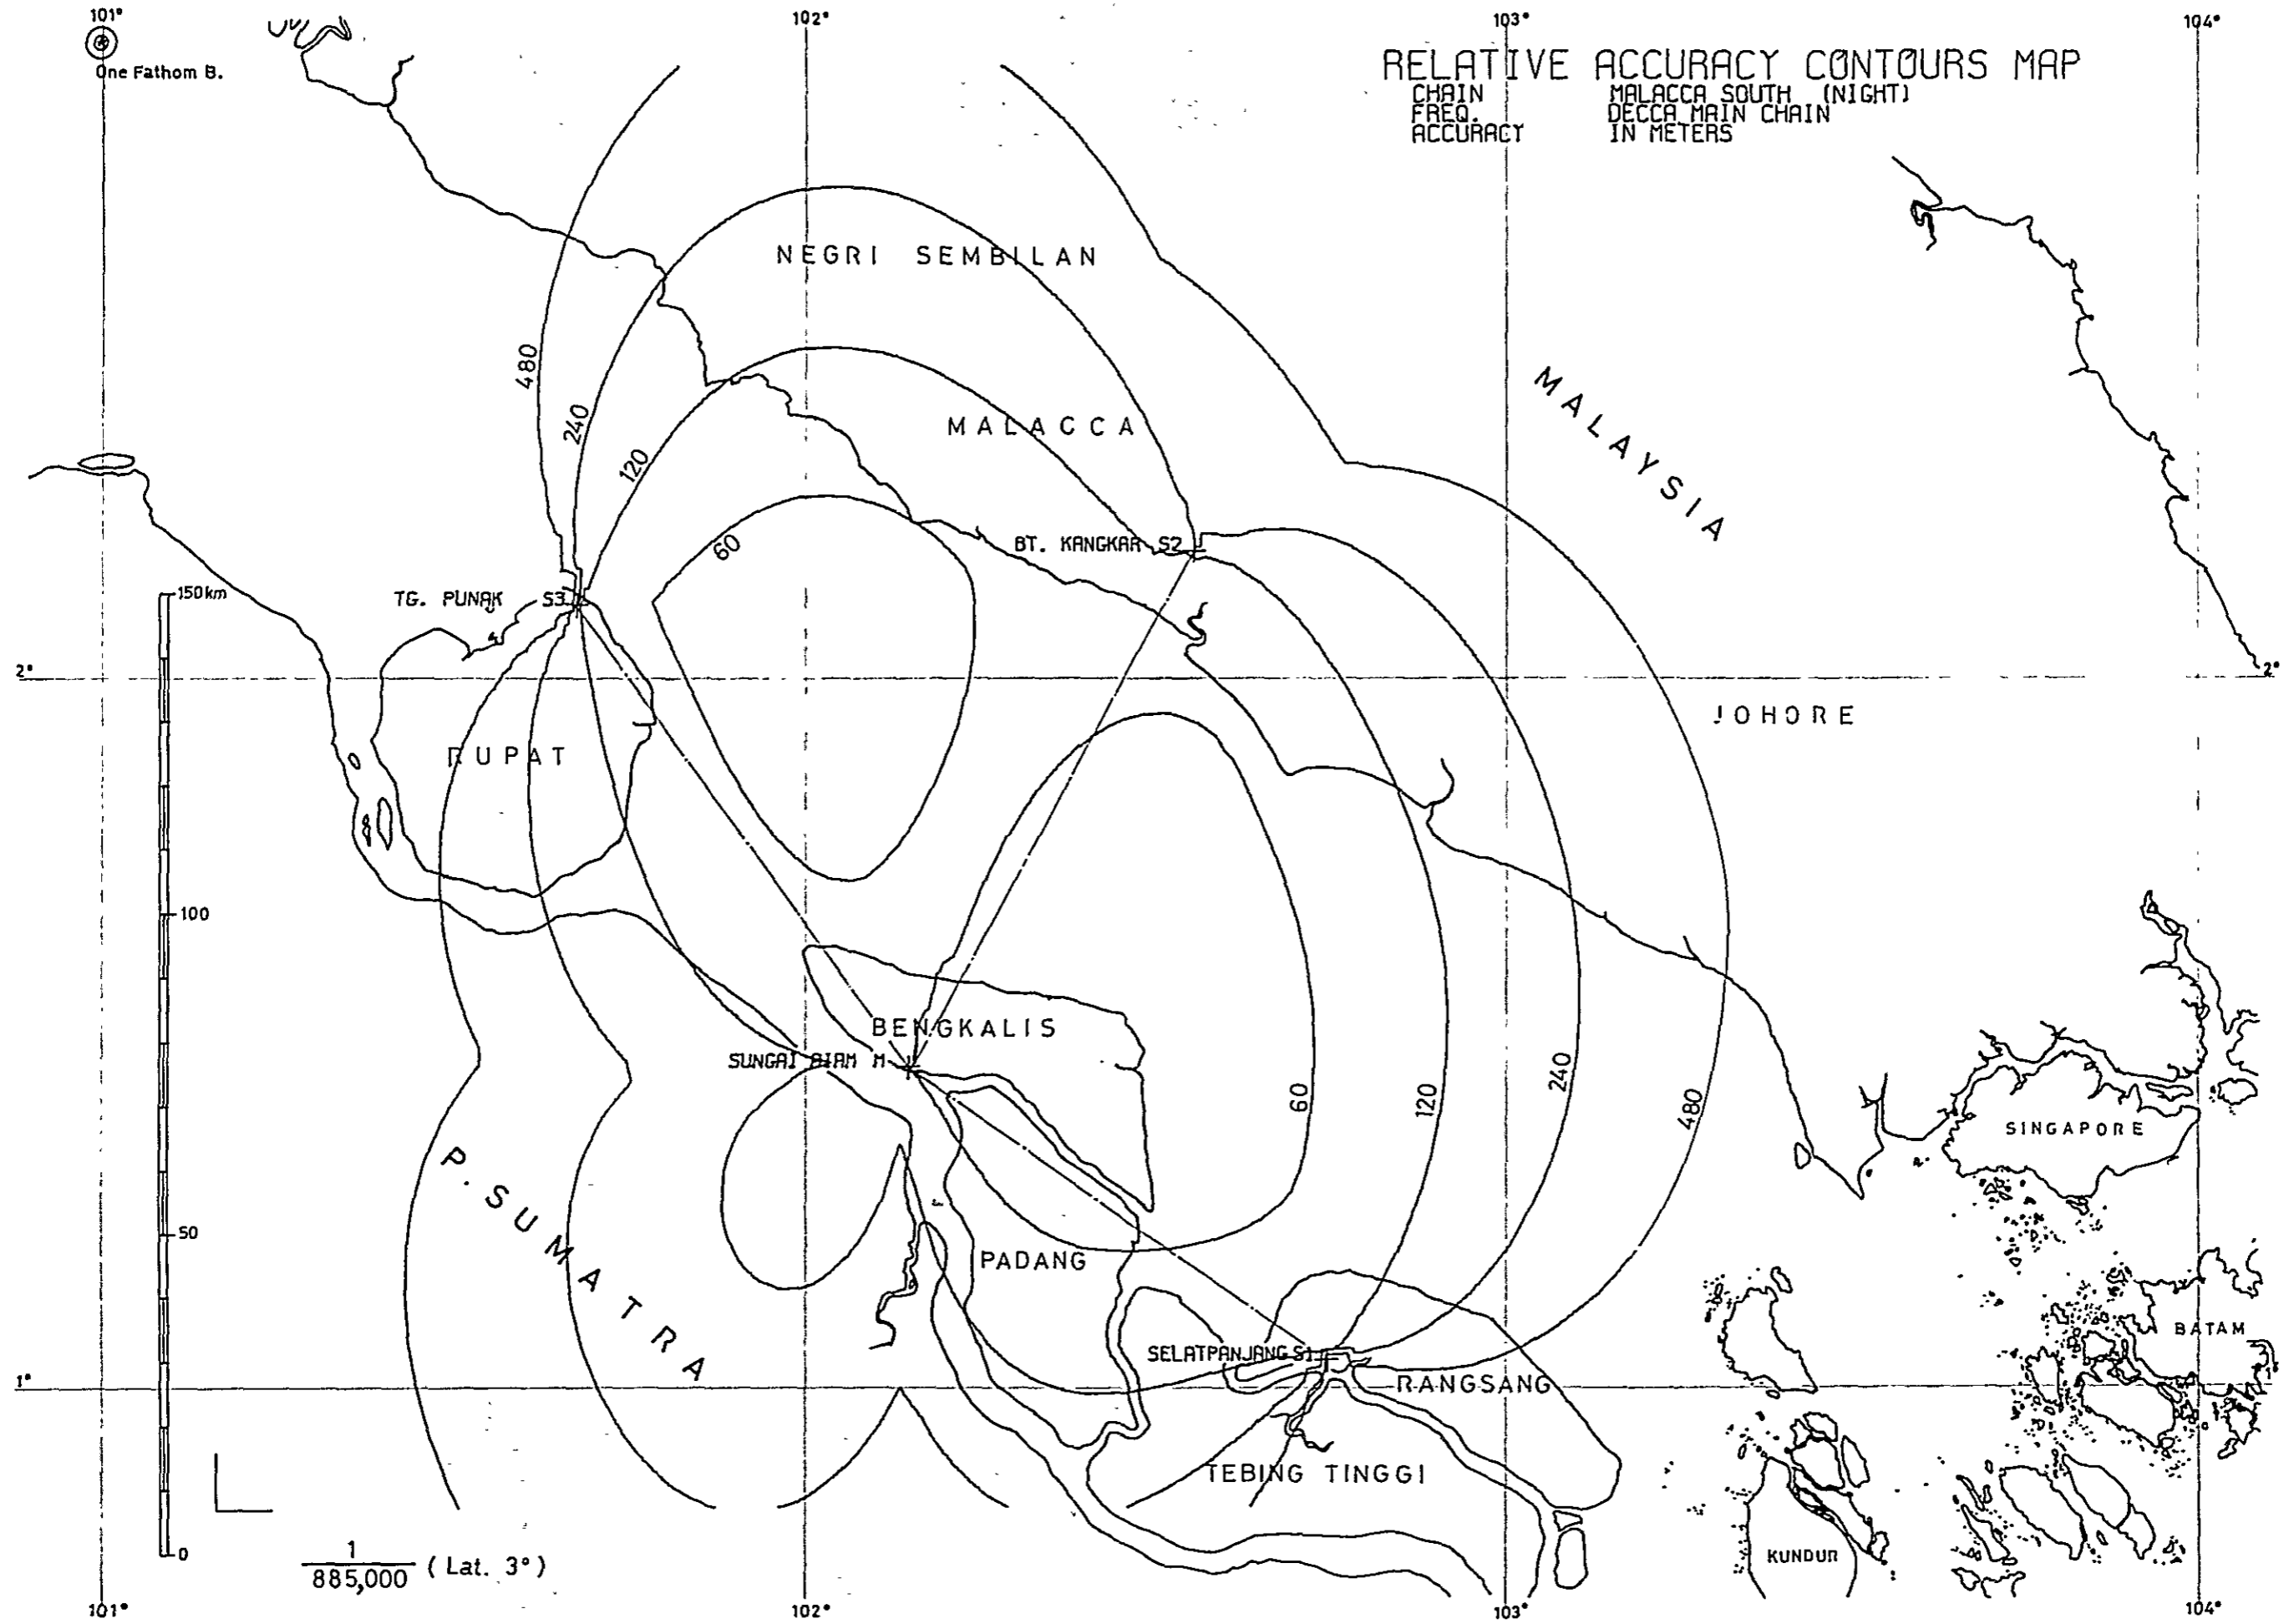 101°
102°
103°
104°
One Fathom B.
RELATIVE ACCURACY CONTOURS MAP
CHAIN MALACCA SOUTH (NIGHT)
FREQ. DECCA MAIN CHAIN
ACCURACY IN METERS
NEGRI SEMBILAN
480
240
120
MALACCA
MALAYSIA
60
BT. KANGKAR S2
TG. PUNAK S3
150km
2°
2°
RUPAT
JOHORE
100
BENGKALIS
SUNGAI AIAM M
60
120
240
480
SINGAPORE
P. SUMATRA
50
PADANG
BATAM
SELATPANJANG S1
1°
RANGSANG
TEBING TINGGI
0
1
885,000 (Lat. 3°)
KUNDUR
101°
102°
103°
104°